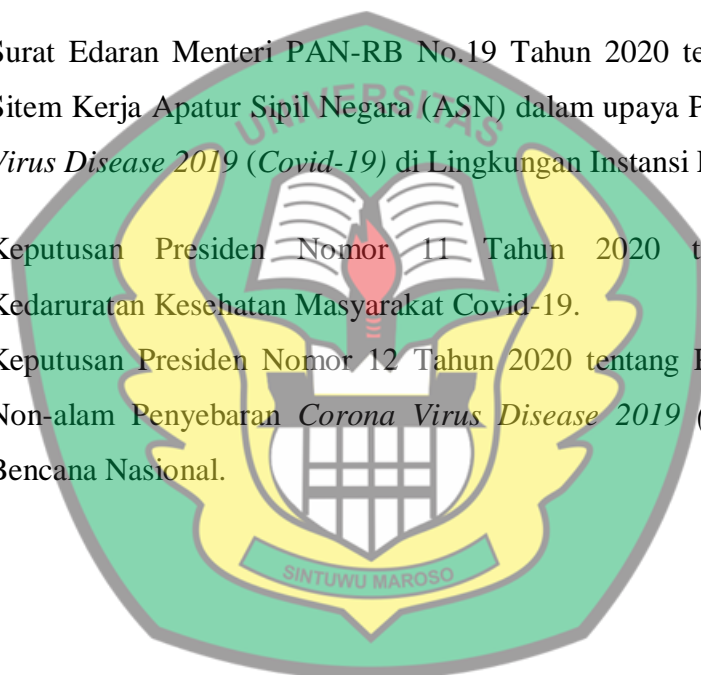 Surat Edaran Menteri PAN-RB No.19 Tahun 2020
Sitem Kerja Apatur Sipil Negara (ASN) dalam upaya
Virus Disease 2019 (Covid-19) di Lingkungan Instansi
Keputusan Presiden Nomor 11 Tahun 2020
Kedaruratan Kesehatan Masyarakat Covid-19.
Keputusan Presiden Nomor 12 Tahun 2020 tentang
Non-alam Penyebaran Corona Virus Disease 2019 (
Bencana Nasional.
UNIVERSITAS
SINTUWU MAROSO